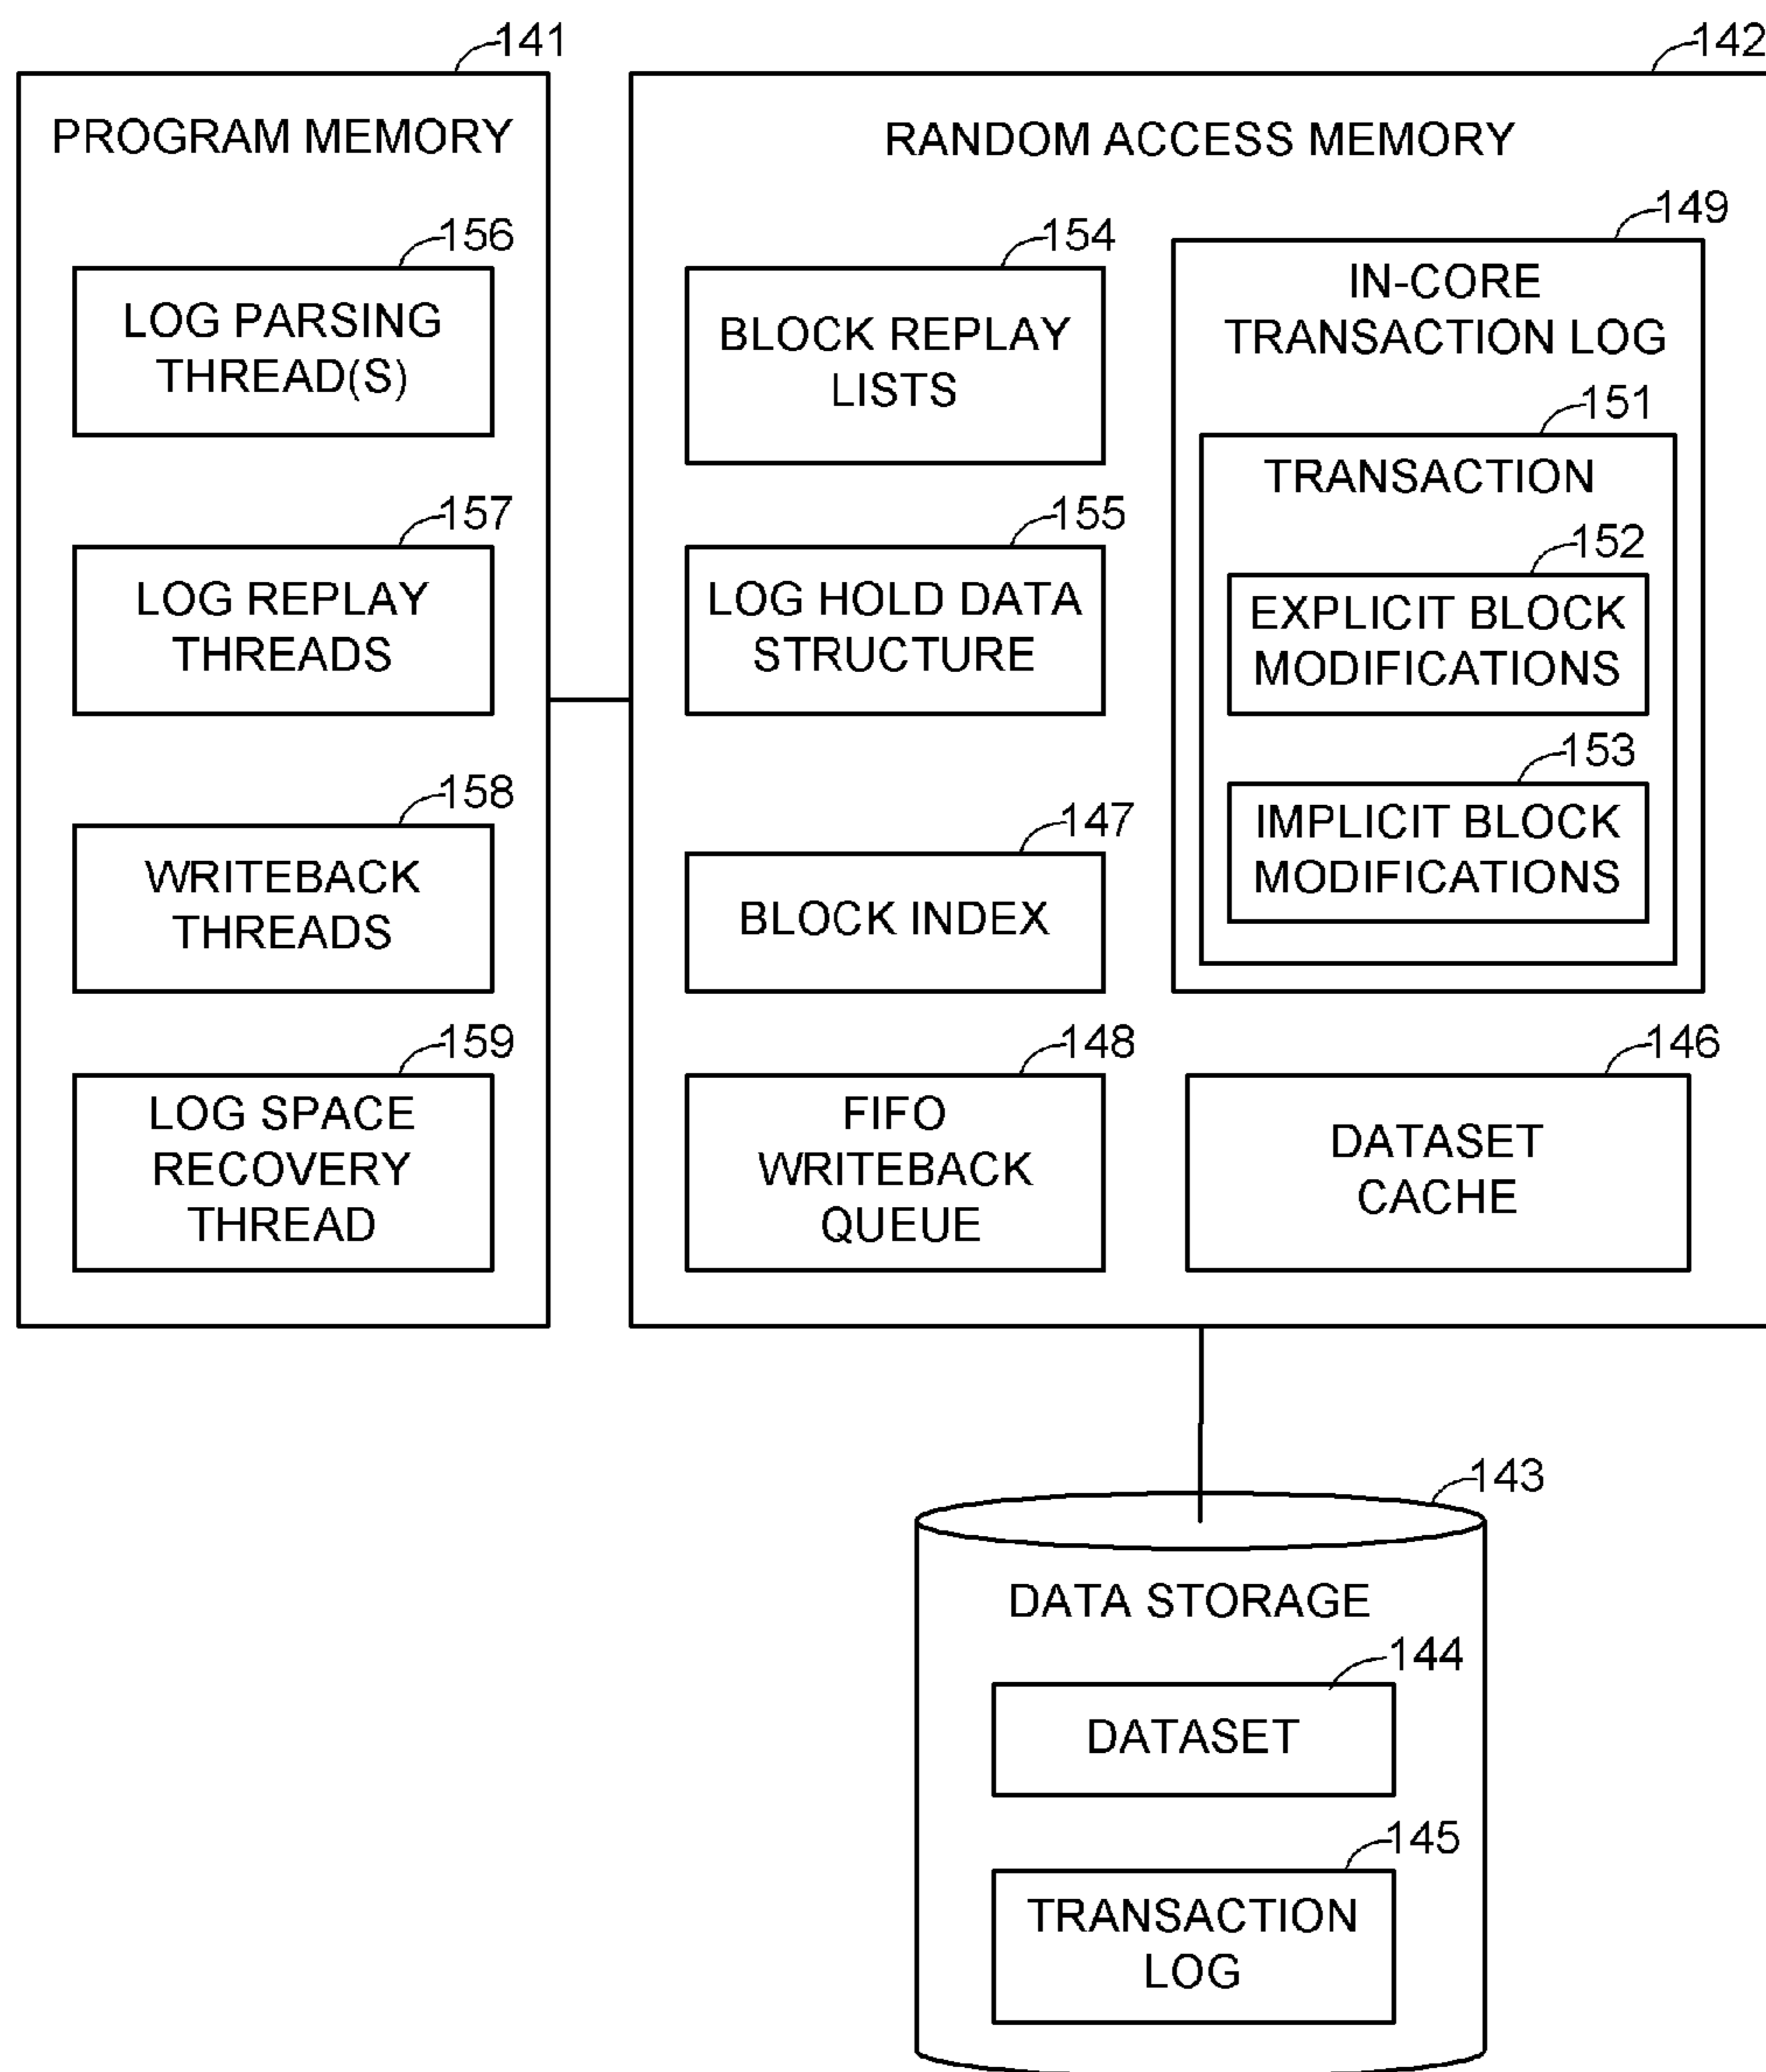 141
PROGRAM MEMORY
156
LOG PARSING
THREAD(S)
157
LOG REPLAY
THREADS
158
WRITEBACK
THREADS
159
LOG SPACE
RECOVERY
THREAD
142
RANDOM ACCESS MEMORY
154
BLOCK REPLAY
LISTS
155
LOG HOLD DATA
STRUCTURE
147
BLOCK INDEX
148
FIFO
WRITEBACK
QUEUE
149
IN-CORE
TRANSACTION LOG
151
TRANSACTION
152
EXPLICIT BLOCK
MODIFICATIONS
153
IMPLICIT BLOCK
MODIFICATIONS
146
DATASET
CACHE
143
DATA STORAGE
144
DATASET
145
TRANSACTION
LOG